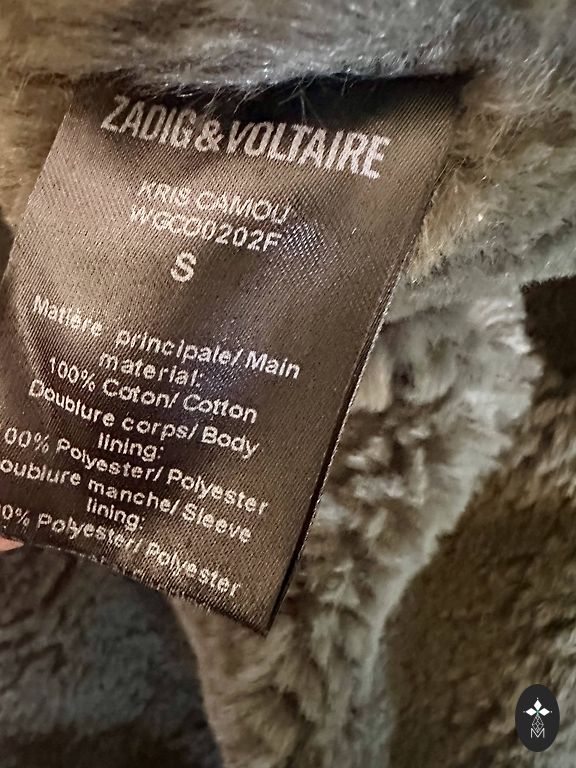 ZADIG&VOLTAIRE
KRIS CAMOU
WGCO0202F
S
Matière principale/ Main
material:
100% Coton/ Cotton
Doublure corps/ Body
lining:
00% Polyester/ Polyester
oublure manche/ Sleeve
lining:
0% Polyester/ Polyester
M